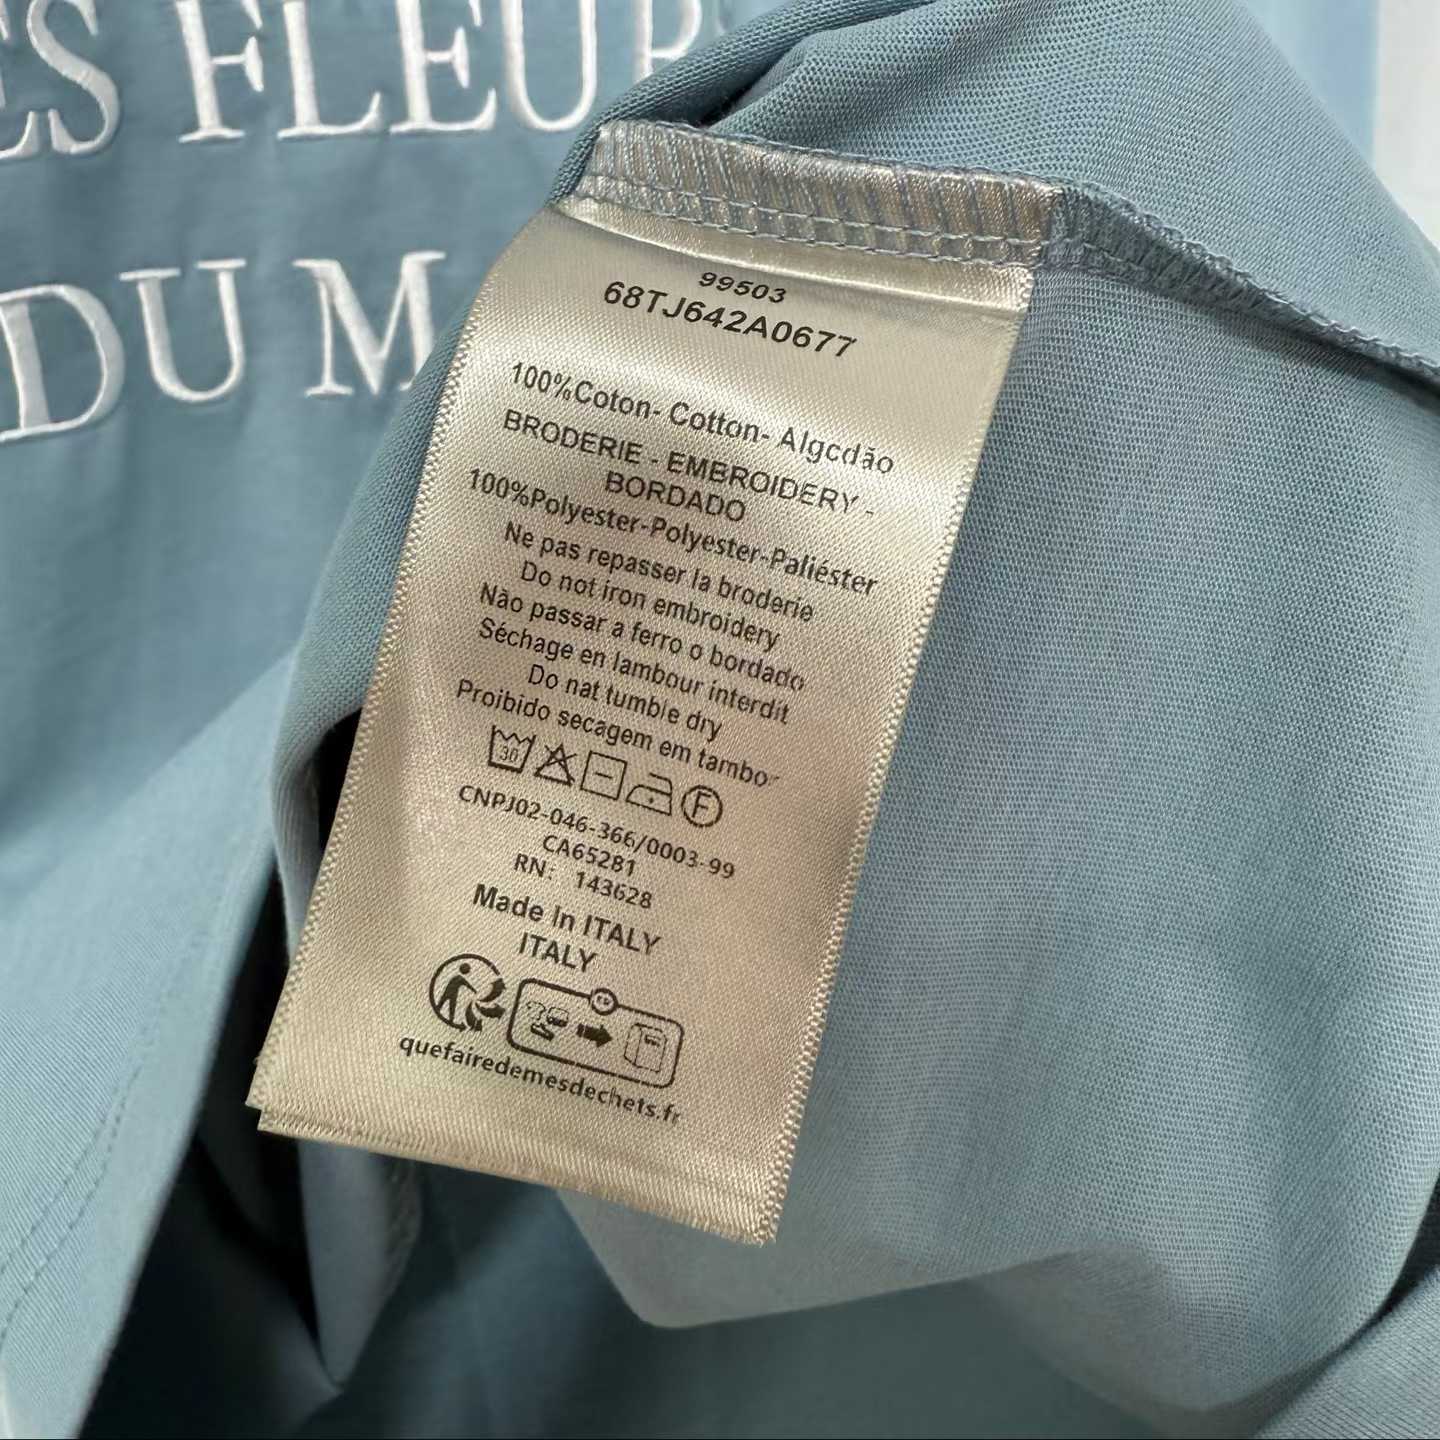 ES FLEUR
DU M
99503
68TJ642A0677
100%Coton- Cotton- Algcdão
BRODERIE - EMBROIDERY -
BORDADO
100%Polyester-Polyester-Paliéster
Ne pas repasser la broderie
Do not iron embroidery
Não passar a ferro o bordado
Séchage en lambour interdit
Do nat tumbie dry
Proibido secagem em tambo
30
F
CNPJ02-046-366/0003-99
CA65281
RN: 143628
Made In ITALY
ITALY
quefairedemesdechets.fr